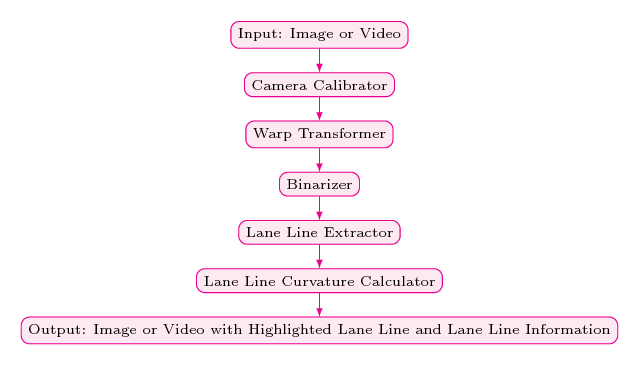 Input: Image or Video
Camera Calibrator
Warp Transformer
Binarizer
Lane Line Extractor
Lane Line Curvature Calculator
Output: Image or Video with Highlighted Lane Line and Lane Line Information